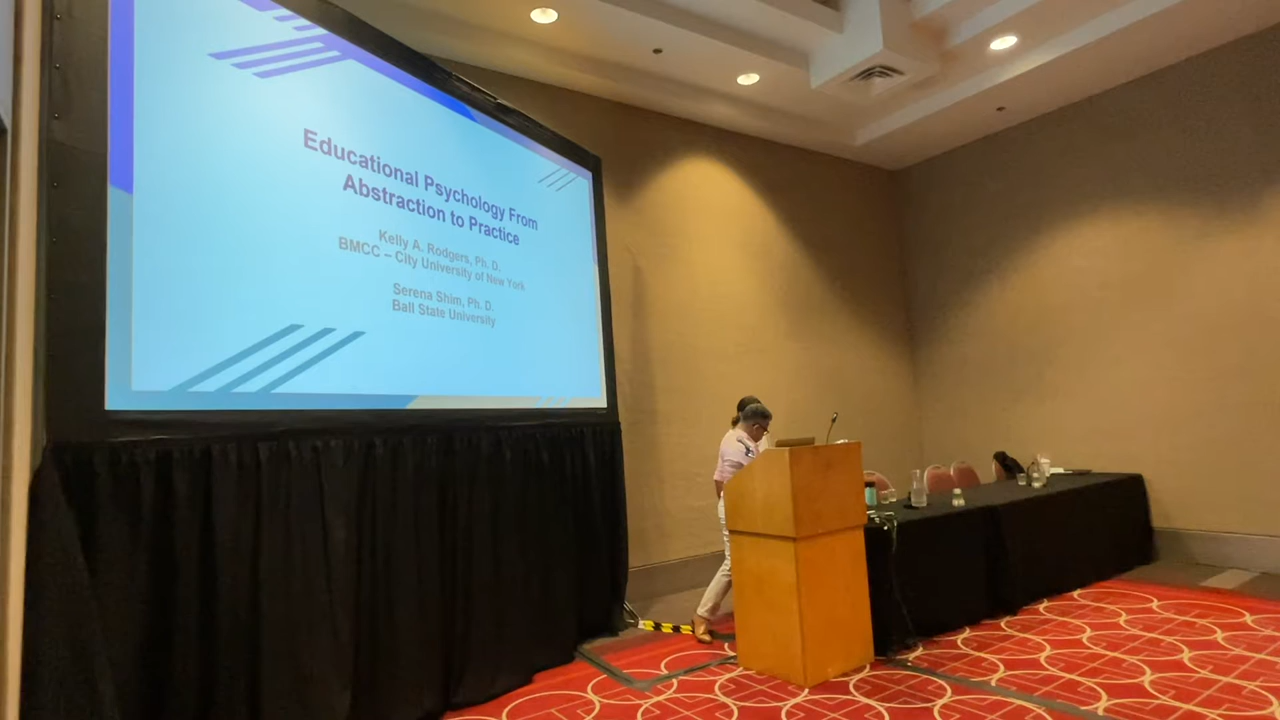 Educational Psychology From
Abstraction to Practice
Kelly A. Rodgers, Ph. D.
BMCC – City University of New York
Serena Shim, Ph. D.
Ball State University